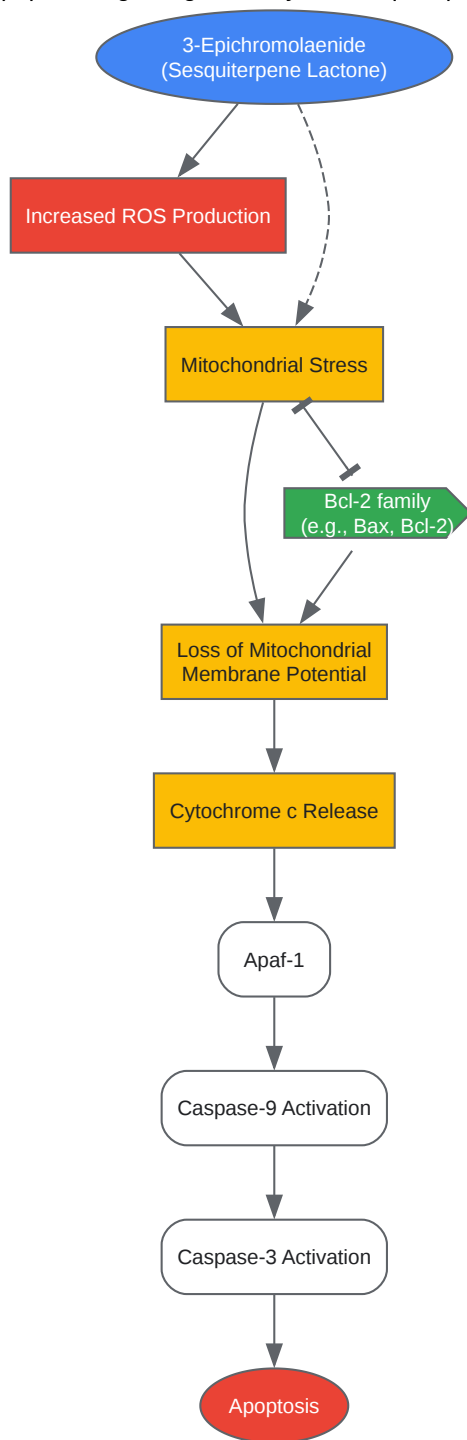 3-Epichromolaenide
(Sesquiterpene Lactone)
Increased ROS Production
Mitochondrial Stress
Bcl-2 family
(e.g., Bax, Bcl-2)
Loss of Mitochondrial
Membrane Potential
Cytochrome c Release
Apaf-1
Caspase-9 Activation
Caspase-3 Activation
Apoptosis